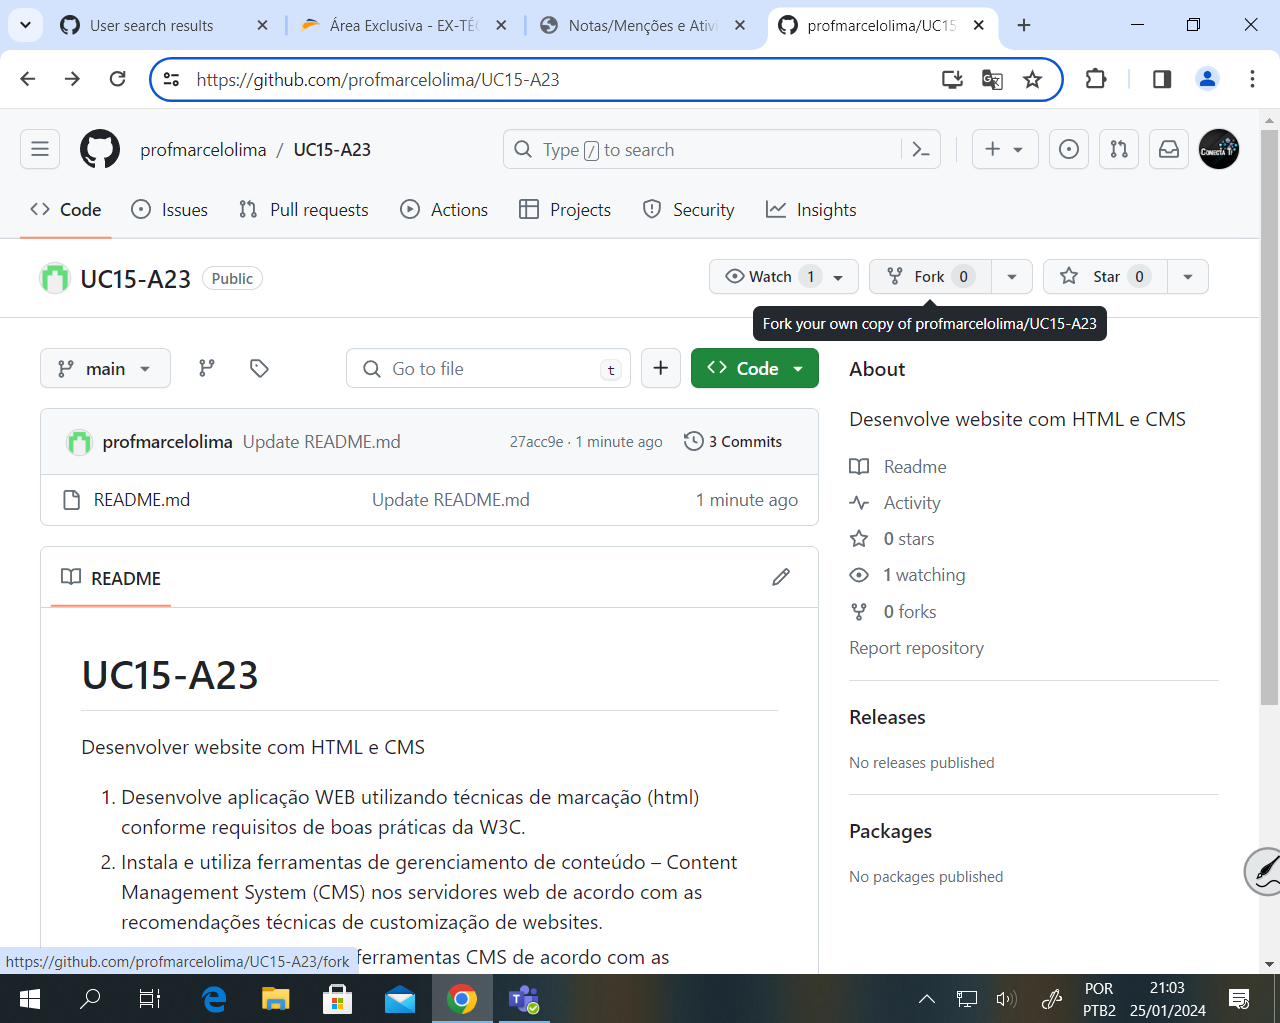 User search results
Área Exclusiva - EX-TÉC
Notas/Menções e Ativi
profmarcelolima/UC15
https://github.com/profmarcelolima/UC15-A23
profmarcelolima / UC15-A23
Type / to search
CONECTA TI
Code
Issues
Pull requests
Actions
Projects
Security
Insights
UC15-A23 Public
Watch 1
Fork 0
Star 0
Fork your own copy of profmarcelolima/UC15-A23
main
Go to file t
Code
About
Desenvolve website com HTML e CMS
profmarcelolima Update README.md 27acc9e · 1 minute ago 3 Commits
README.md Update README.md 1 minute ago
Readme
Activity
0 stars
1 watching
0 forks
Report repository
README
UC15-A23
Desenvolver website com HTML e CMS
1. Desenvolve aplicação WEB utilizando técnicas de marcação (html)
conforme requisitos de boas práticas da W3C.
2. Instala e utiliza ferramentas de gerenciamento de conteúdo – Content
Management System (CMS) nos servidores web de acordo com as
recomendações técnicas de customização de websites.
ferramentas CMS de acordo com as
Releases
No releases published
Packages
No packages published
https://github.com/profmarcelolima/UC15-A23/fork
POR
PTB2
21:03
25/01/2024